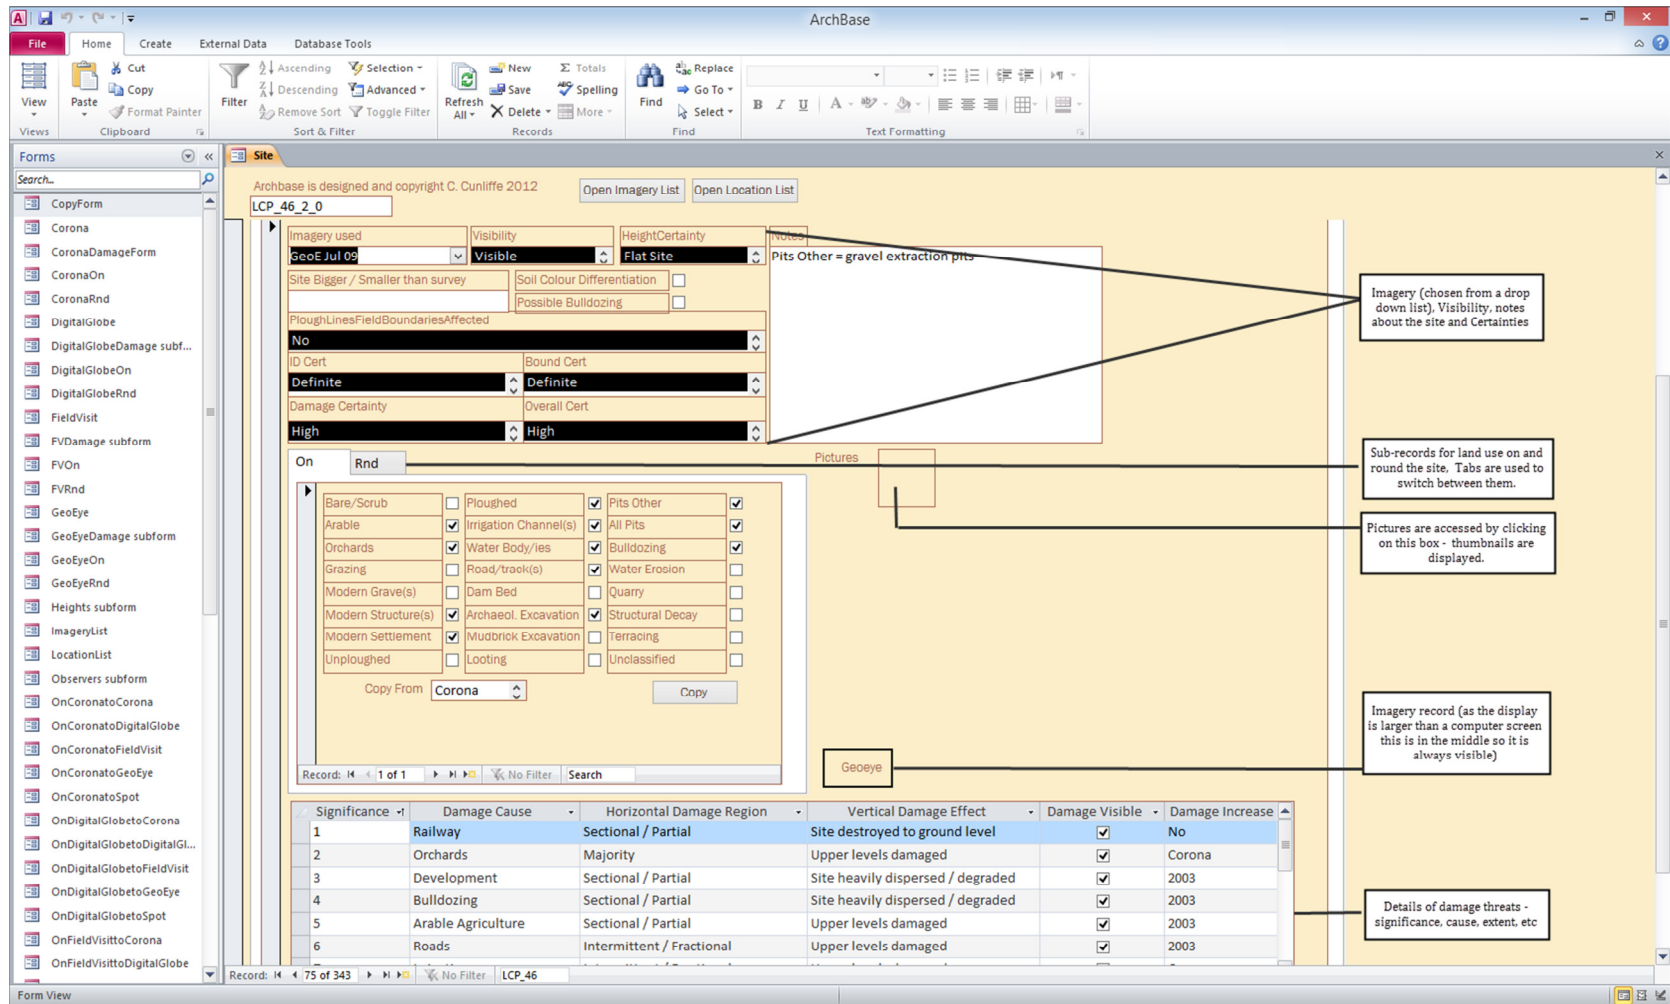 ArchBase
File Home Create External Data Database Tools
View
Views
Paste
Cut
Copy
Format Painter
Clipboard
Filter
Ascending
Descending
Remove Sort
Selection
Advanced
Toggle Filter
Sort & Filter
Refresh
All
New
Save
Delete
Totals
Spelling
More
Records
Find
Replace
Go To
Select
Find
B I U A
Text Formatting
Forms
Search...
CopyForm
Corona
CoronaDamageForm
CoronaOn
CoronaRnd
DigitalGlobe
DigitalGlobeDamage subf...
DigitalGlobeOn
DigitalGlobeRnd
FieldVisit
FVDamage subform
FVOn
FVRnd
GeoEye
GeoEyeDamage subform
GeoEyeOn
GeoEyeRnd
Heights subform
ImageryList
LocationList
Observers subform
OnCoronatoCorona
OnCoronatoDigitalGlobe
OnCoronatoFieldVisit
OnCoronatoGeoEye
OnCoronatoSpot
OnDigitalGlobetoCorona
OnDigitalGlobetoDigitalGl...
OnDigitalGlobetoFieldVisit
OnDigitalGlobetoGeoEye
OnDigitalGlobetoSpot
OnFieldVisittoCorona
OnFieldVisittoDigitalGlobe
Site
Archbase is designed and copyright C. Cunliffe 2012
Open Imagery List Open Location List
LCP_46_2_0
Imagery used Visibility HeightCertainty Notes
GeoE Jul 09 Visible Flat Site Pits Other = gravel extraction pits
Site Bigger / Smaller than survey Soil Colour Differentiation
Possible Bulldozing
PloughLinesFieldBoundariesAffected
No
ID Cert Bound Cert
Definite Definite
Damage Certainty Overall Cert
High High
On Rnd Pictures
Bare/Scrub Ploughed Pits Other
Arable Irrigation Channel(s) All Pits
Orchards Water Body/ies Bulldozing
Grazing Road/track(s) Water Erosion
Modern Grave(s) Dam Bed Quarry
Modern Structure(s) Archaeol. Excavation Structural Decay
Modern Settlement Mudbrick Excavation Terracing
Unploughed Looting Unclassified
Copy From Corona Copy
Record: 1 of 1 No Filter Search
Geoeye
Significance Damage Cause Horizontal Damage Region Vertical Damage Effect Damage Visible Damage Increase
1 Railway Sectional / Partial Site destroyed to ground level No
2 Orchards Majority Upper levels damaged Corona
3 Development Sectional / Partial Site heavily dispersed / degraded 2003
4 Bulldozing Sectional / Partial Site heavily dispersed / degraded 2003
5 Arable Agriculture Sectional / Partial Upper levels damaged 2003
6 Roads Intermittent / Fractional Upper levels damaged 2003
Record: 75 of 343 No Filter LCP_46
Form View
Imagery (chosen from a drop
down list), Visibility, notes
about the site and Certainties
Sub-records for land use on and
round the site, Tabs are used to
switch between them.
Pictures are accessed by clicking
on this box - thumbnails are
displayed.
Imagery record (as the display
is larger than a computer screen
this is in the middle so it is
always visible)
Details of damage threats -
significance, cause, extent, etc